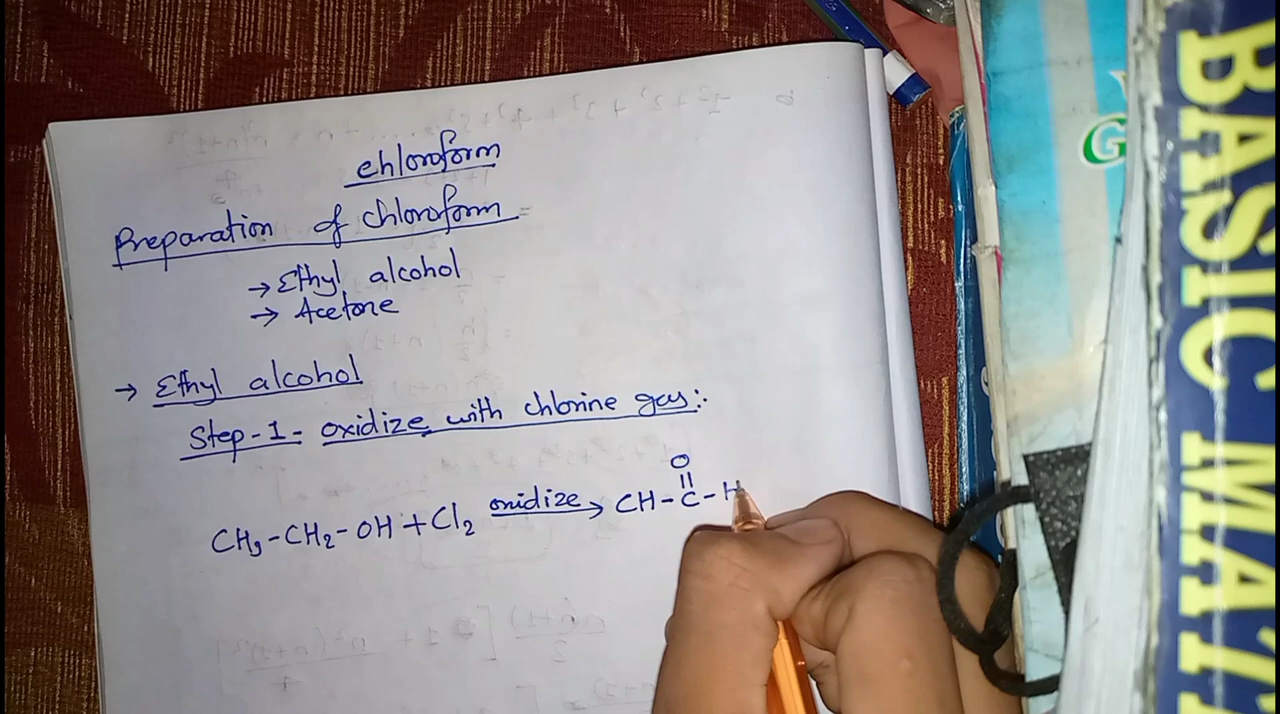 chloroform
Preparation of chloroform
→ Ethyl alcohol
→ Acetone
→ Ethyl alcohol
Step-1- oxidize with chlorine gas:-
O
||
CH₃-CH₂-OH + Cl₂ oxidize→ CH-C-H
BASIC MAT
G